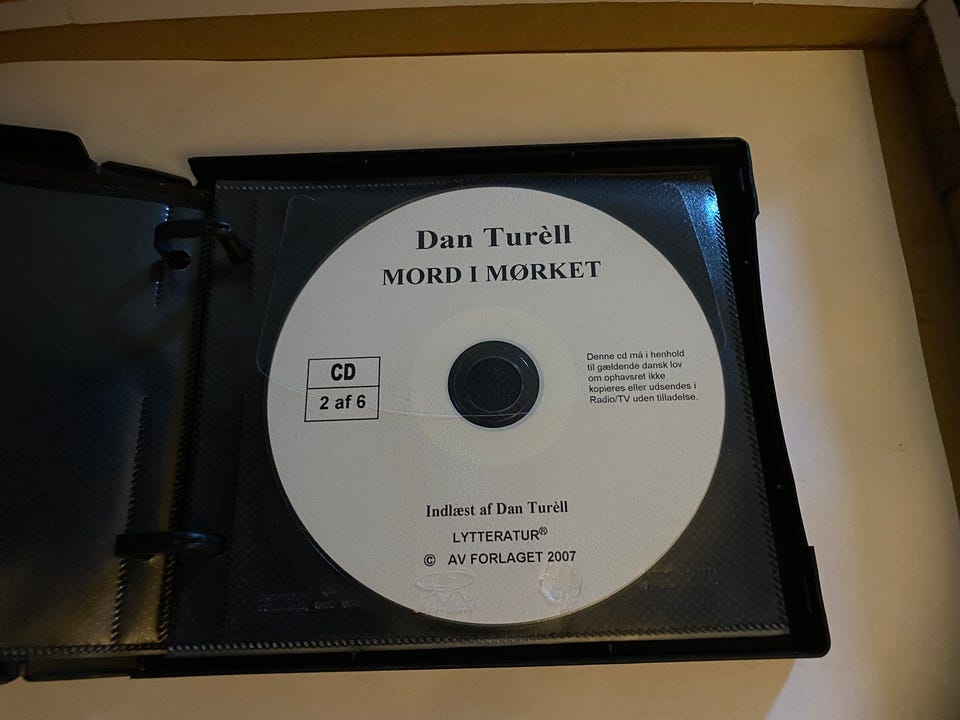 Dan Turèll
MORD I MØRKET
CD
2 af 6
Denne cd må i henhold
til gældende dansk lov
om ophavsret ikke
kopieres eller udsendes i
Radio/TV uden tilladelse.
Indlæst af Dan Turèll
LYTTERATUR®
© AV FORLAGET 2007